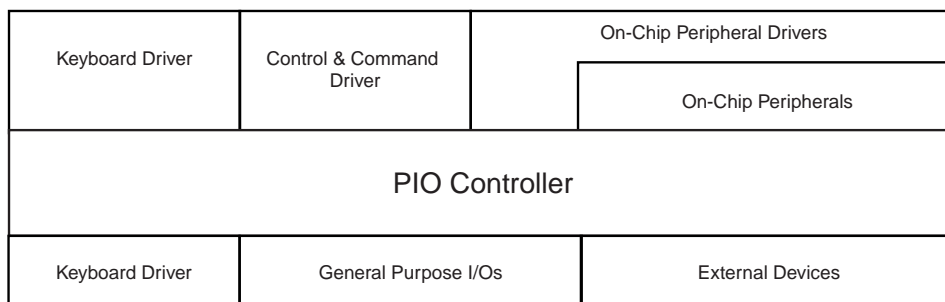 Keyboard Driver
Control & Command
Driver
On-Chip Peripheral Drivers
On-Chip Peripherals
PIO Controller
Keyboard Driver
General Purpose I/Os
External Devices